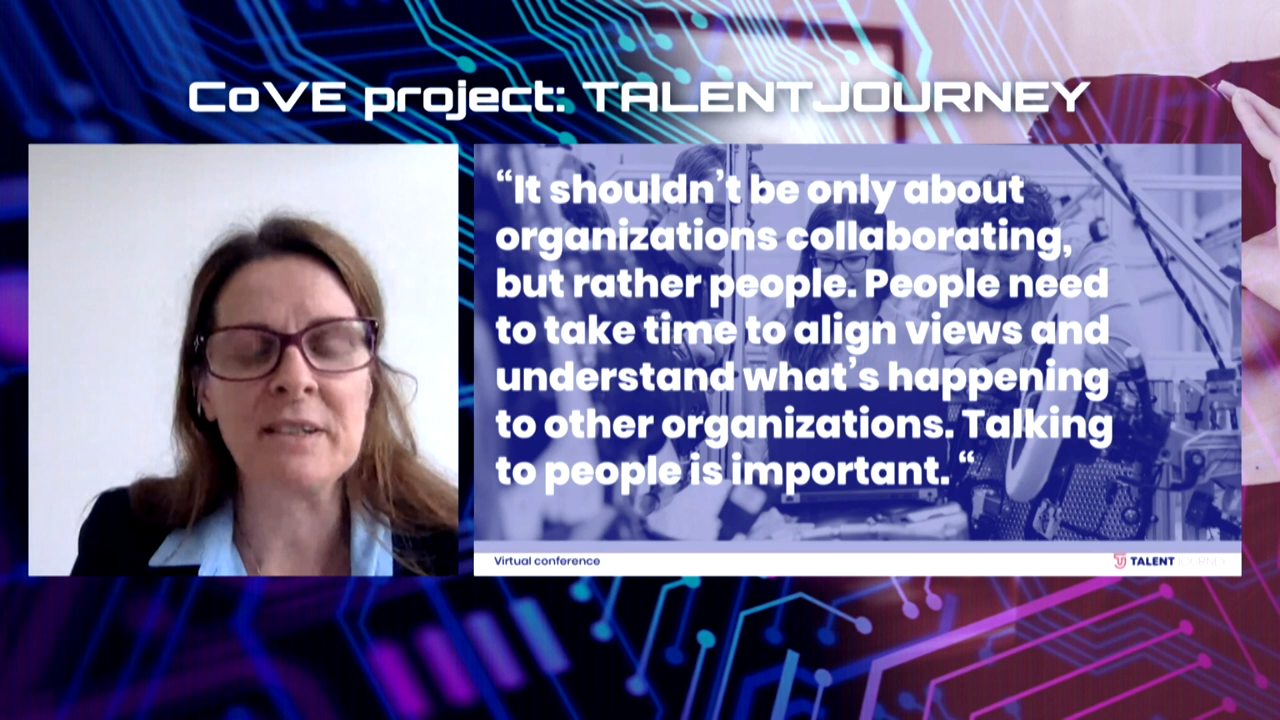 CoVE project: TALENTJOURNEY
“It shouldn’t be only about
organizations collaborating,
but rather people. People need
to take time to align views and
understand what’s happening
to other organizations. Talking
to people is important. “
Virtual conference
TALENTJOURNEY